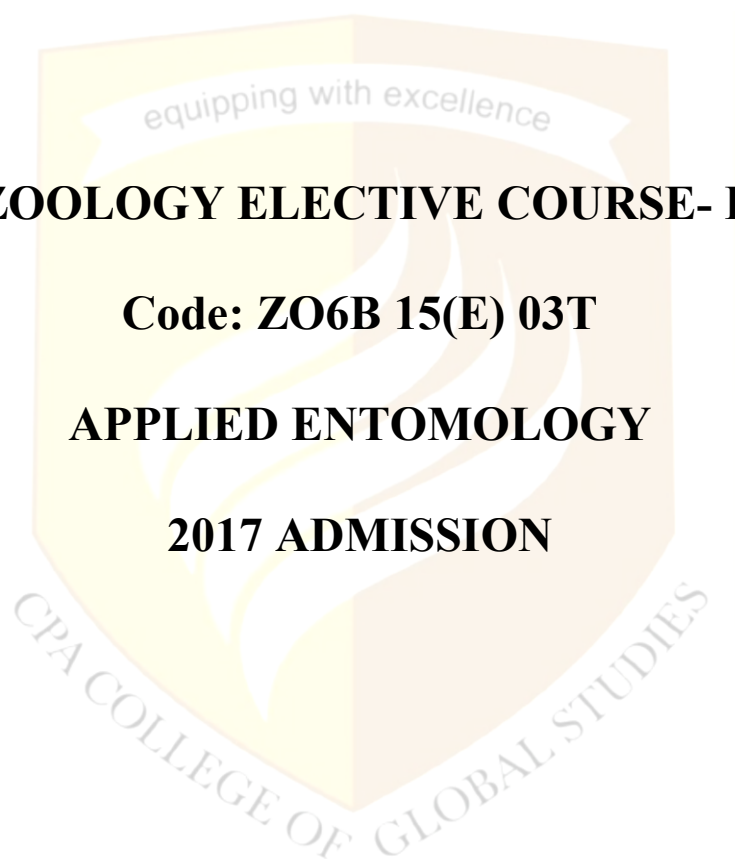 equipping with excellence
ZOOLOGY ELECTIVE COURSE-
Code: ZO6B 15(E) 03T
APPLIED ENTOMOLOGY
2017 ADMISSION
CPA COLLEGE OF GLOBAL STUDIES